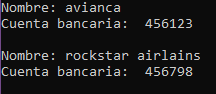 Nombre: avianca
Cuenta bancaria:  456123
Nombre: rockstar airlains
Cuenta bancaria:  456798